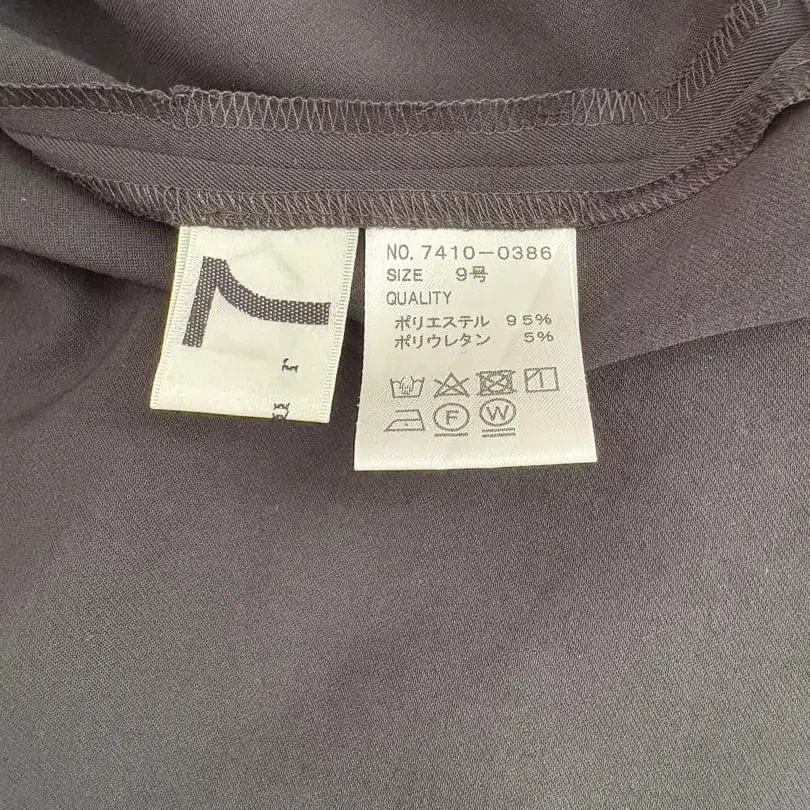 NO. 7410-0386
SIZE 9号
QUALITY
ポリエステル 95%
ポリウレタン 5%
F W